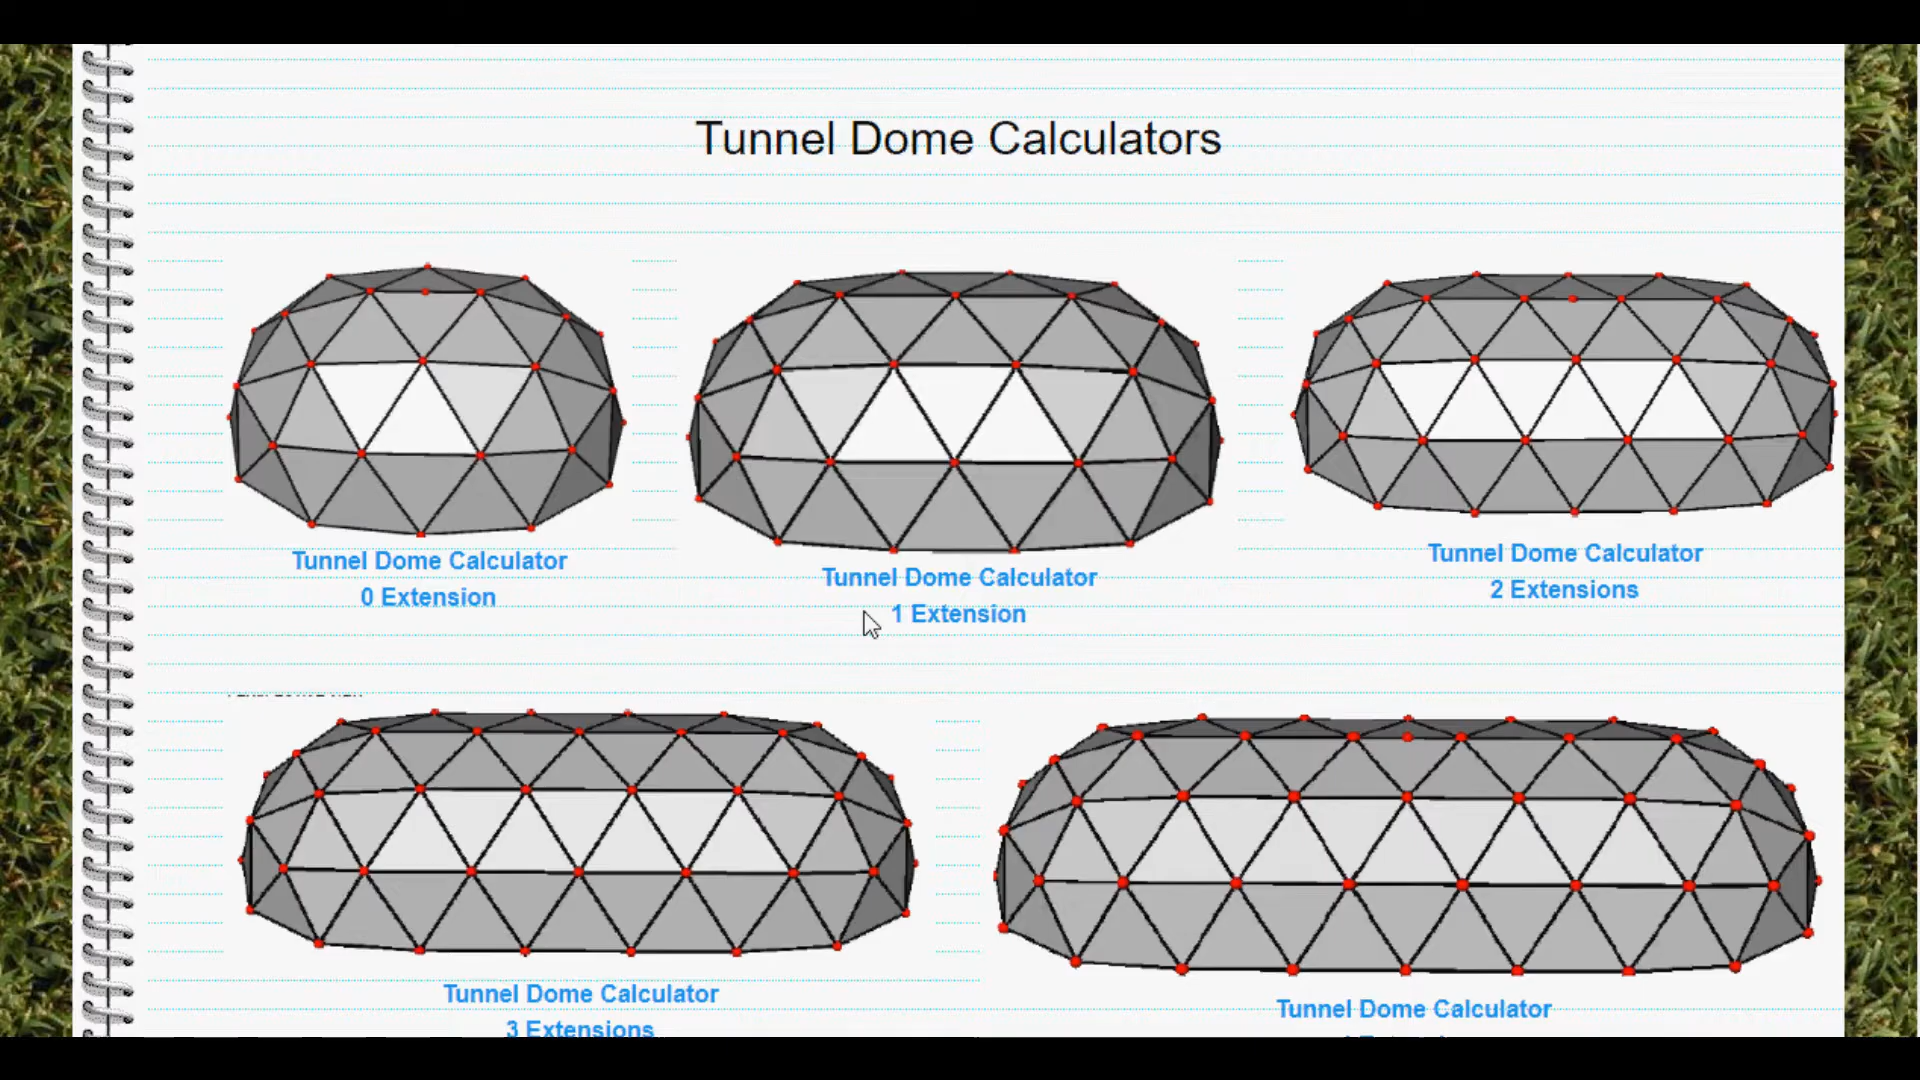 Tunnel Dome Calculators
Tunnel Dome Calculator
0 Extension
Tunnel Dome Calculator
1 Extension
Tunnel Dome Calculator
2 Extensions
Tunnel Dome Calculator
3 Extensions
Tunnel Dome Calculator